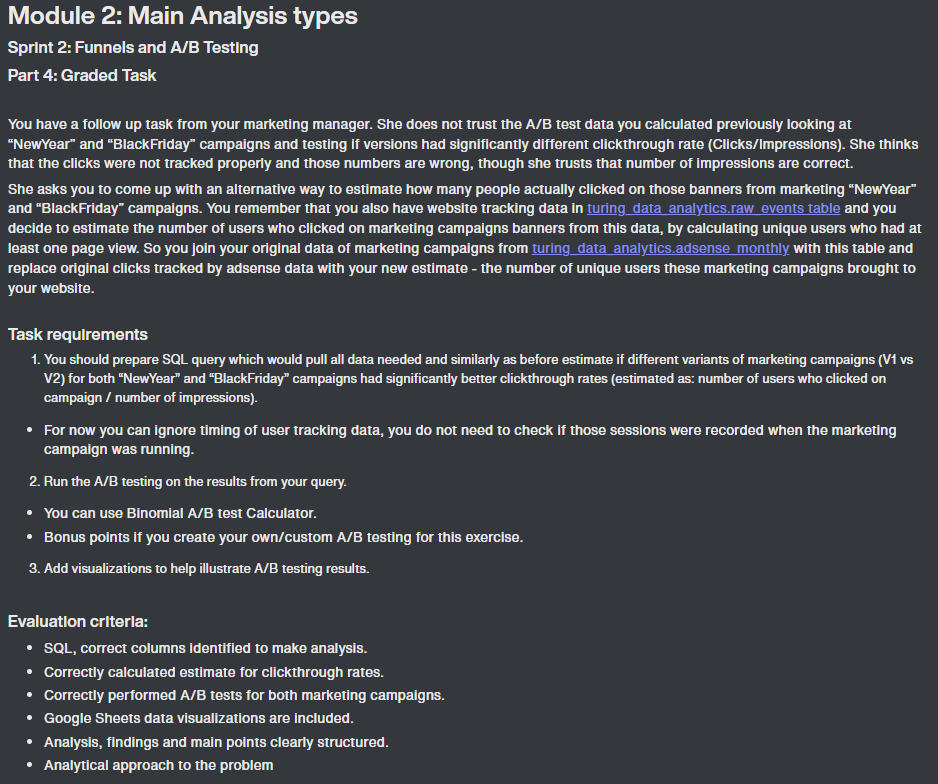 Module 2: Main Analysis types
Sprint 2: Funnels and A/B Testing
Part 4: Graded Task
You have a follow up task from your marketing manager. She does not trust the A/B test data you calculated previously looking at
“NewYear” and “BlackFriday” campaigns and testing if versions had significantly different clickthrough rate (Clicks/Impressions). She thinks
that the clicks were not tracked properly and those numbers are wrong, though she trusts that number of impressions are correct.
She asks you to come up with an alternative way to estimate how many people actually clicked on those banners from marketing “NewYear”
and “BlackFriday” campaigns. You remember that you also have website tracking data in turing_data_analytics.raw_events table and you
decide to estimate the number of users who clicked on marketing campaigns banners from this data, by calculating unique users who had at
least one page view. So you join your original data of marketing campaigns from turing_data_analytics.adsense_monthly with this table and
replace original clicks tracked by adsense data with your new estimate - the number of unique users these marketing campaigns brought to
your website.
Task requirements
1. You should prepare SQL query which would pull all data needed and similarly as before estimate if different variants of marketing campaigns (V1 vs
V2) for both “NewYear” and “BlackFriday” campaigns had significantly better clickthrough rates (estimated as: number of users who clicked on
campaign / number of impressions).
• For now you can ignore timing of user tracking data, you do not need to check if those sessions were recorded when the marketing
campaign was running.
2. Run the A/B testing on the results from your query.
• You can use Binomial A/B test Calculator.
• Bonus points if you create your own/custom A/B testing for this exercise.
3. Add visualizations to help illustrate A/B testing results.
Evaluation criteria:
• SQL, correct columns identified to make analysis.
• Correctly calculated estimate for clickthrough rates.
• Correctly performed A/B tests for both marketing campaigns.
• Google Sheets data visualizations are included.
• Analysis, findings and main points clearly structured.
• Analytical approach to the problem